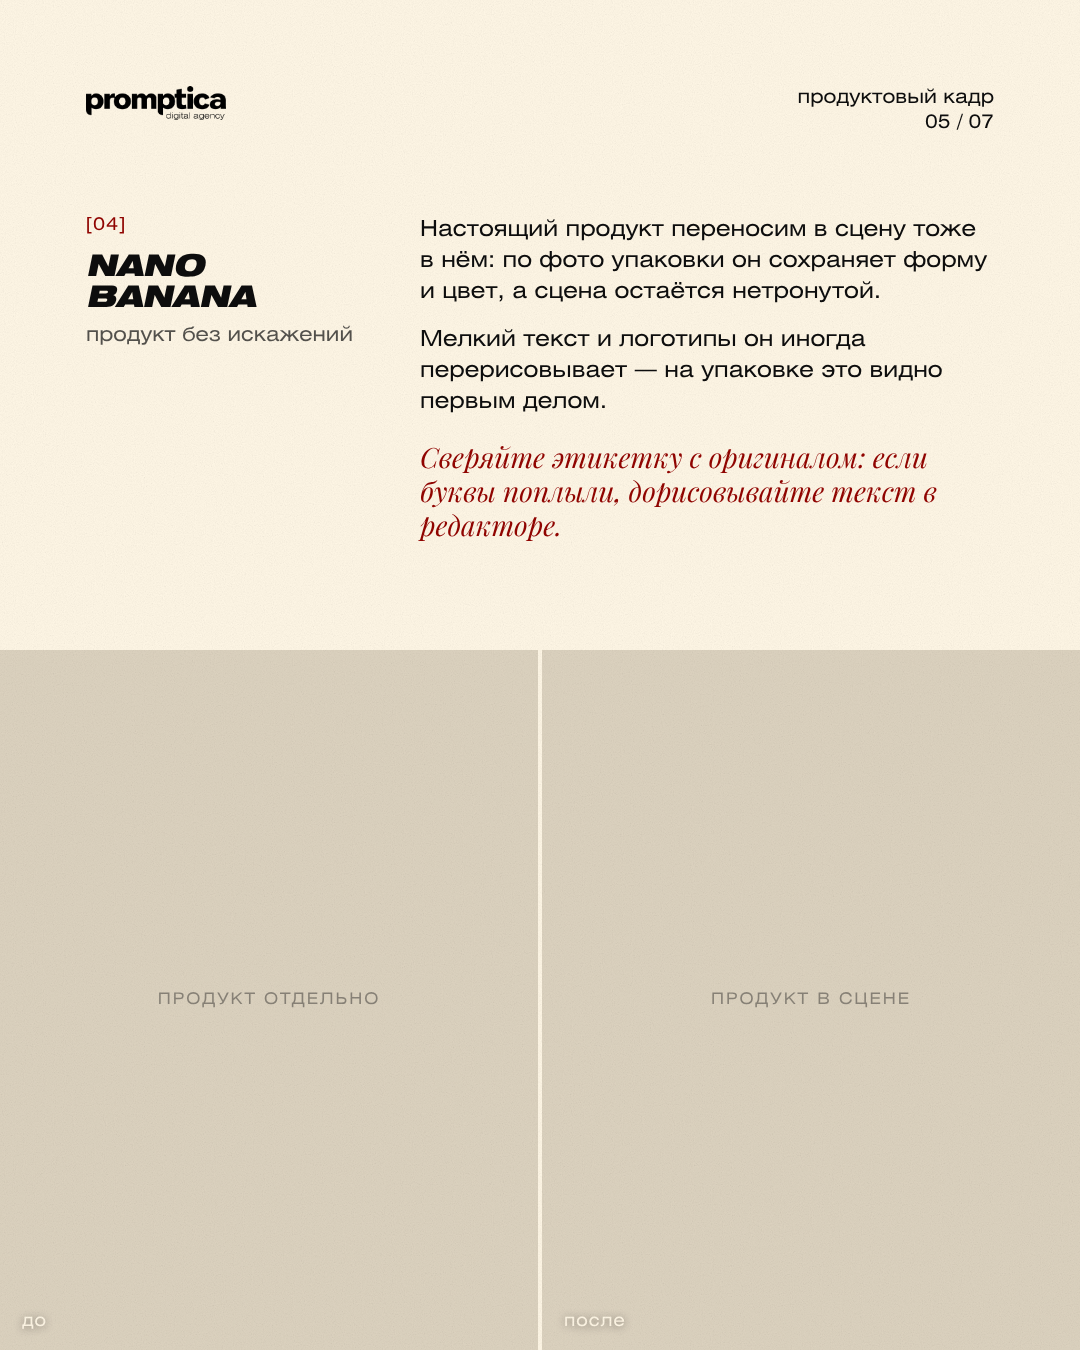 promptica
digital agency
продуктовый кадр
05 / 07
[04]
NANO
BANANA
продукт без искажений
Настоящий продукт переносим в сцену тоже
в нём: по фото упаковки он сохраняет форму
и цвет, а сцена остаётся нетронутой.
Мелкий текст и логотипы он иногда
перерисовывает — на упаковке это видно
первым делом.
Сверяйте этикетку с оригиналом: если
буквы поплыли, дорисовывайте текст в
редакторе.
ПРОДУКТ ОТДЕЛЬНО
ПРОДУКТ В СЦЕНЕ
до
после